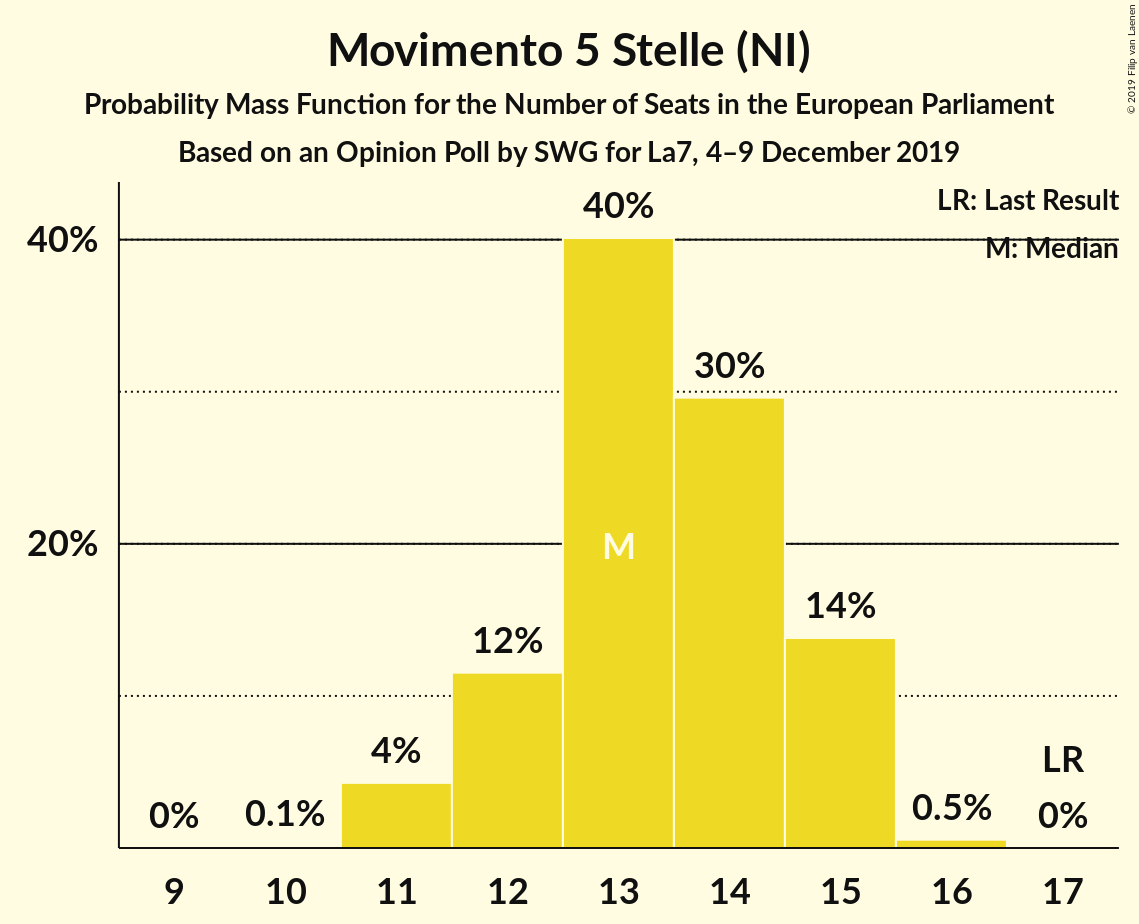 Movimento 5 Stelle (NI)
Probability Mass Function for the Number of Seats in the European Parliament
Based on an Opinion Poll by SWG for La7, 4–9 December 2019
© 2019 Filip van Laenen
LR: Last Result
M: Median
40%
20%
0%
0.1%
4%
12%
40%
M
30%
14%
0.5%
LR
0%
9 10 11 12 13 14 15 16 17